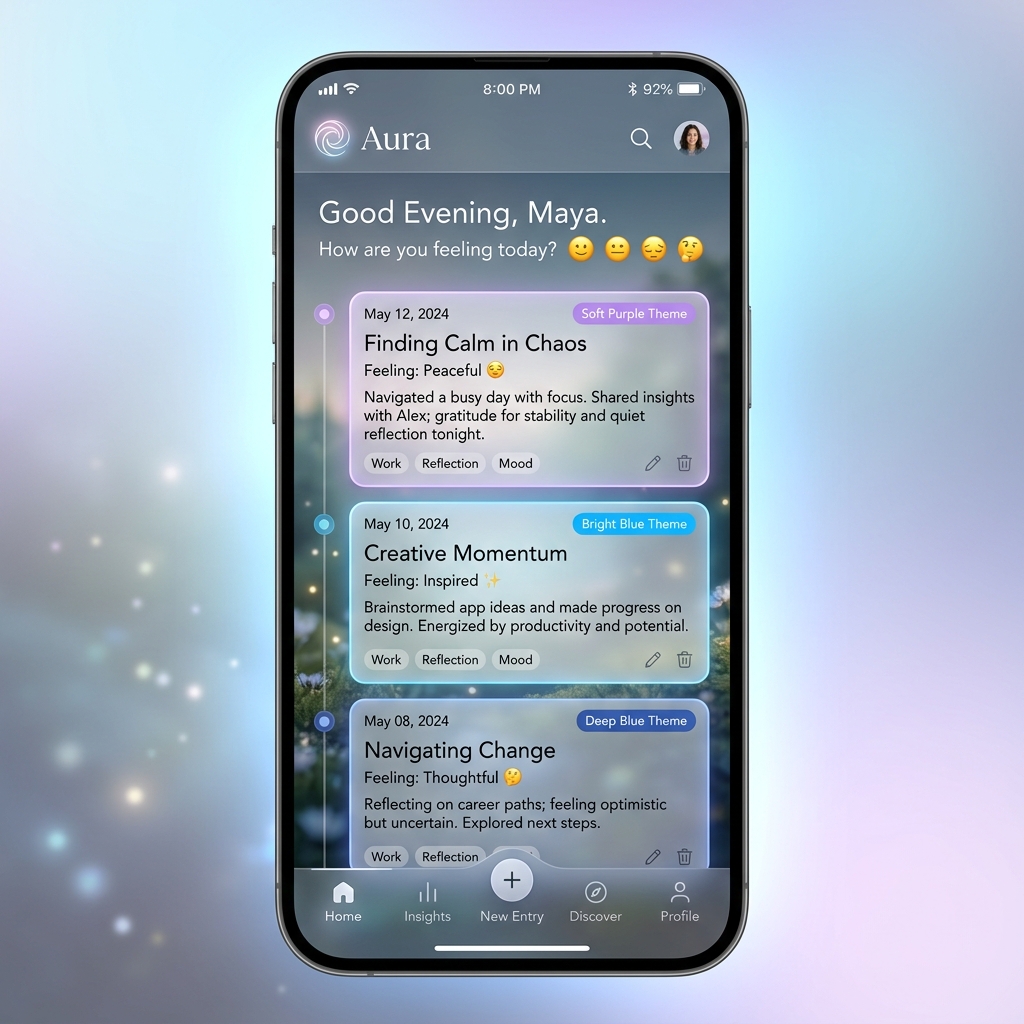 8:00 PM
92%
Aura
Good Evening, Maya.
How are you feeling today? 🙂 😐 😔 🤔
May 12, 2024
Soft Purple Theme
Finding Calm in Chaos
Feeling: Peaceful 😌
Navigated a busy day with focus. Shared insights
with Alex; gratitude for stability and quiet
reflection tonight.
Work Reflection Mood
May 10, 2024
Bright Blue Theme
Creative Momentum
Feeling: Inspired ✨
Brainstormed app ideas and made progress on
design. Energized by productivity and potential.
Work Reflection Mood
May 08, 2024
Deep Blue Theme
Navigating Change
Feeling: Thoughtful 🤔
Reflecting on career paths; feeling optimistic
but uncertain. Explored next steps.
Work Reflection
Home Insights New Entry Discover Profile